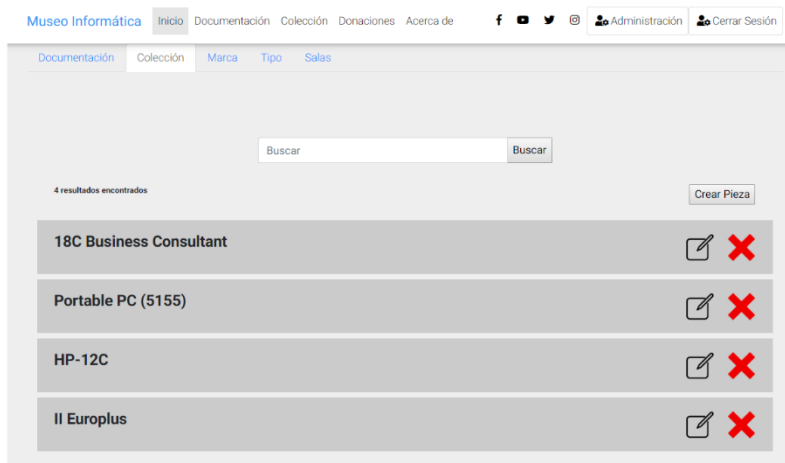 Museo Informática Inicio Documentación Colección Donaciones Acerca de Administración Cerrar Sesión
Documentación Colección Marca Tipo Salas
Buscar Buscar
4 resultados encontrados Crear Pieza
18C Business Consultant
Portable PC (5155)
HP-12C
II Europlus